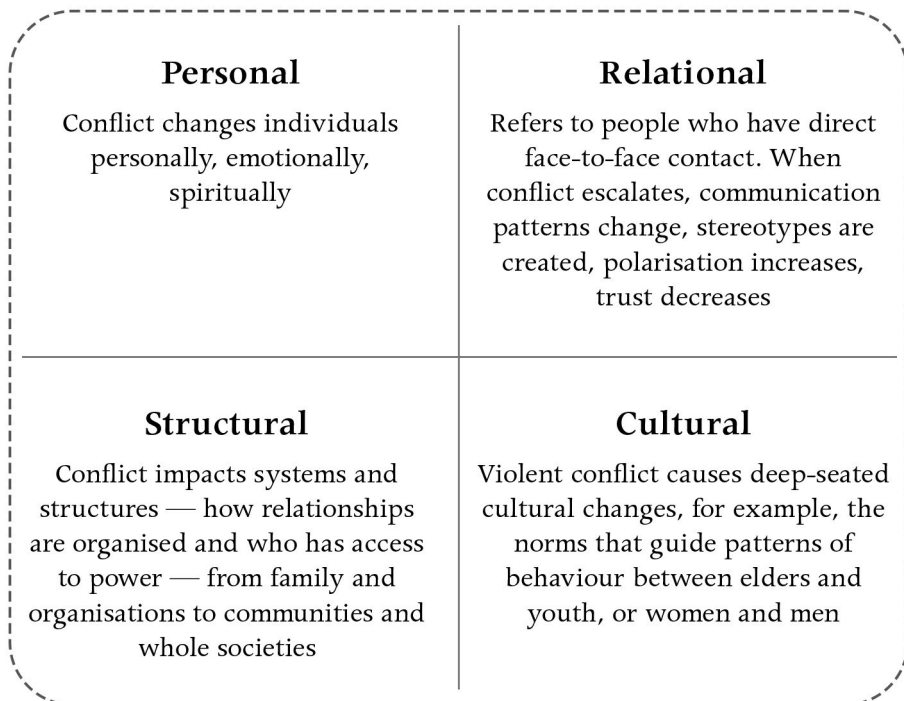 Personal
Conflict changes individuals
personally, emotionally,
spiritually
Relational
Refers to people who have direct
face-to-face contact. When
conflict escalates, communication
patterns change, stereotypes are
created, polarisation increases,
trust decreases
Structural
Conflict impacts systems and
structures — how relationships
are organised and who has access
to power — from family and
organisations to communities and
whole societies
Cultural
Violent conflict causes deep-seated
cultural changes, for example, the
norms that guide patterns of
behaviour between elders and
youth, or women and men